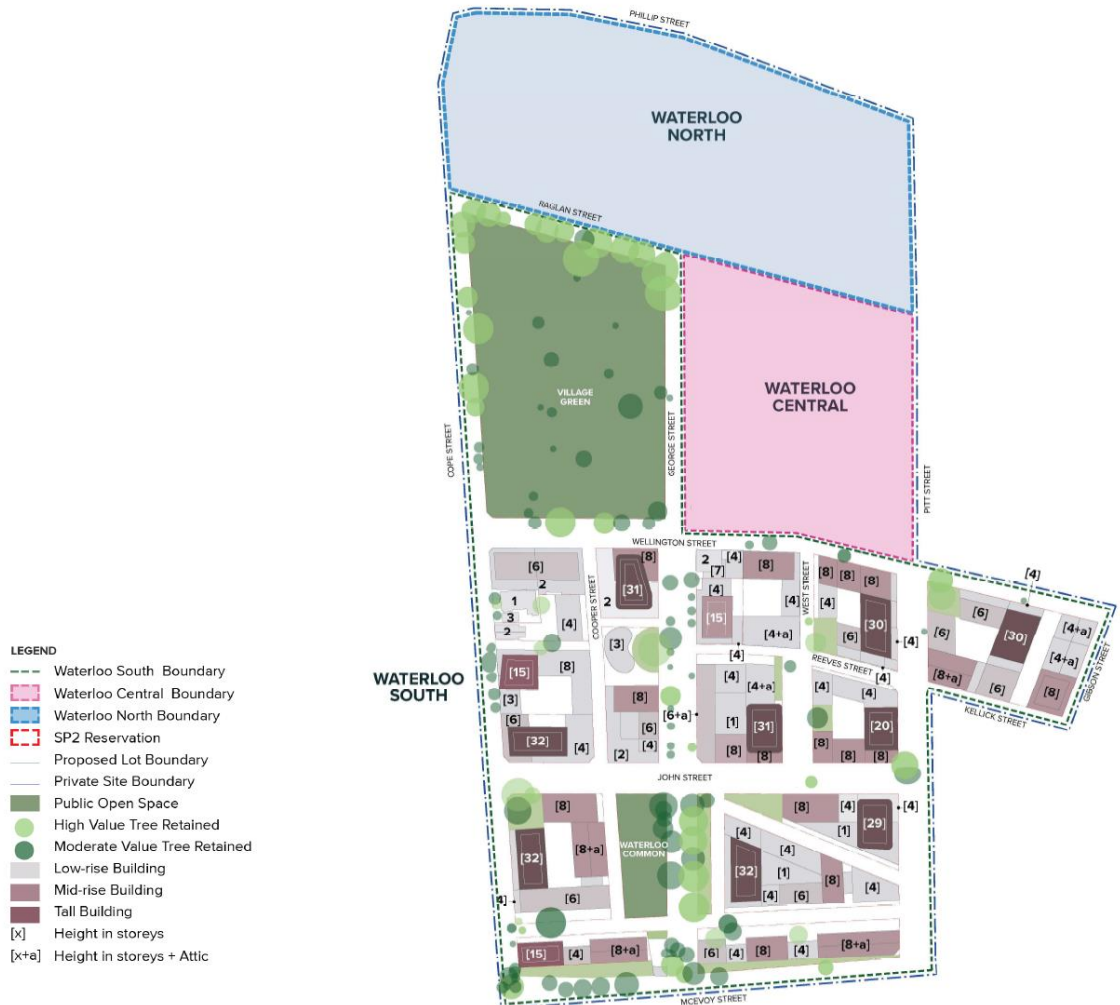 PHILLIP STREET
WATERLOO
NORTH
RAGLAN STREET
VILLAGE
GREEN
WATERLOO
CENTRAL
COPE STREET
GEORGE STREET
PITT STREET
WELLINGTON STREET
[6]
2
1
3
2
[4]
COOPER STREET
[8]
[31]
2
[3]
2
[4]
[7]
[8]
[4]
[15]
[4]
[4+a]
[4]
WEST STREET
[8]
[8]
[8]
[4]
[30]
[6]
[4]
REEVES STREET
[4]
[4]
[6]
[6]
[30]
[4+a]
[4+a]
[8+a]
[6]
[8]
GIBSON STREET
KELLICK STREET
WATERLOO
SOUTH
[15]
[8]
[3]
[6]
[32]
[4]
[8]
[6]
[2]
[4]
[6+a]
[4]
[4+a]
[1]
[31]
[8]
[8]
[4]
[4]
[20]
[8]
[8]
[8]
JOHN STREET
[8]
[32]
[8+a]
[6]
4]
WATERLOO
COMMON
[8]
[4]
[4]
[29]
[1]
[4]
[4]
[32]
[1]
[8]
[4]
[4]
[6]
[15]
[4]
[8+a]
[6]
[4]
[8]
[4]
[8+a]
MCEVOY STREET
LEGEND
Waterloo South Boundary
Waterloo Central Boundary
Waterloo North Boundary
SP2 Reservation
Proposed Lot Boundary
Private Site Boundary
Public Open Space
High Value Tree Retained
Moderate Value Tree Retained
Low-rise Building
Mid-rise Building
Tall Building
[x] Height in storeys
[x+a] Height in storeys + Attic